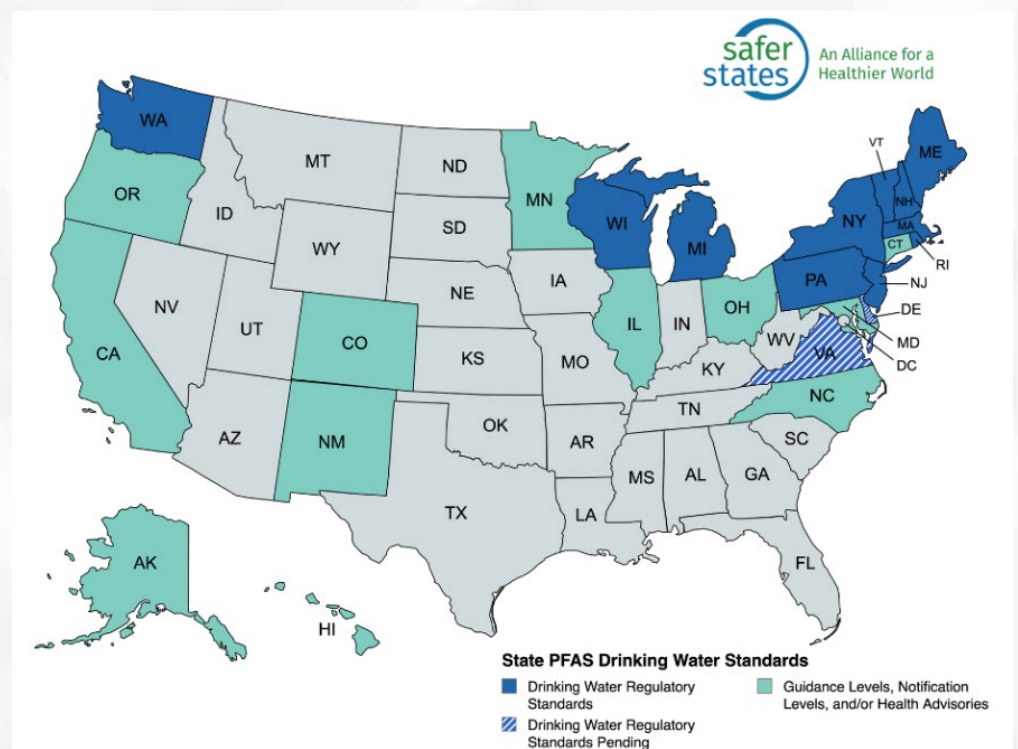 safer
states
An Alliance for a
Healthier World
WA
MT
ND
MN
VT
ME
OR
ID
SD
WI
NH
NY
MA
WY
MI
CT
RI
IA
PA
NJ
NE
NV
OH
DE
UT
IL
IN
CO
WV
MD
CA
VA
KS
MO
KY
DC
NC
TN
AZ
NM
OK
AR
SC
MS
AL
GA
TX
LA
FL
AK
HI
State PFAS Drinking Water Standards
Drinking Water Regulatory
Standards
Drinking Water Regulatory
Standards Pending
Guidance Levels, Notification
Levels, and/or Health Advisories